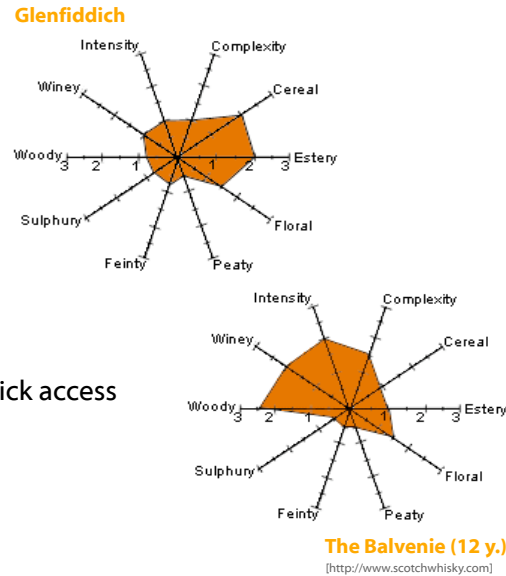 Glenfiddich
Intensity
Complexity
Winey
Cereal
Woody
3 2 1 1 2 3
Estery
Sulphury
Floral
Feinty
Peaty
Intensity
Complexity
Winey
Cereal
ick access
Woody
3 2 1 2 3
Estery
Sulphury
Floral
Feinty
Peaty
The Balvenie (12 y.)
[http://www.scotchwhisky.com]